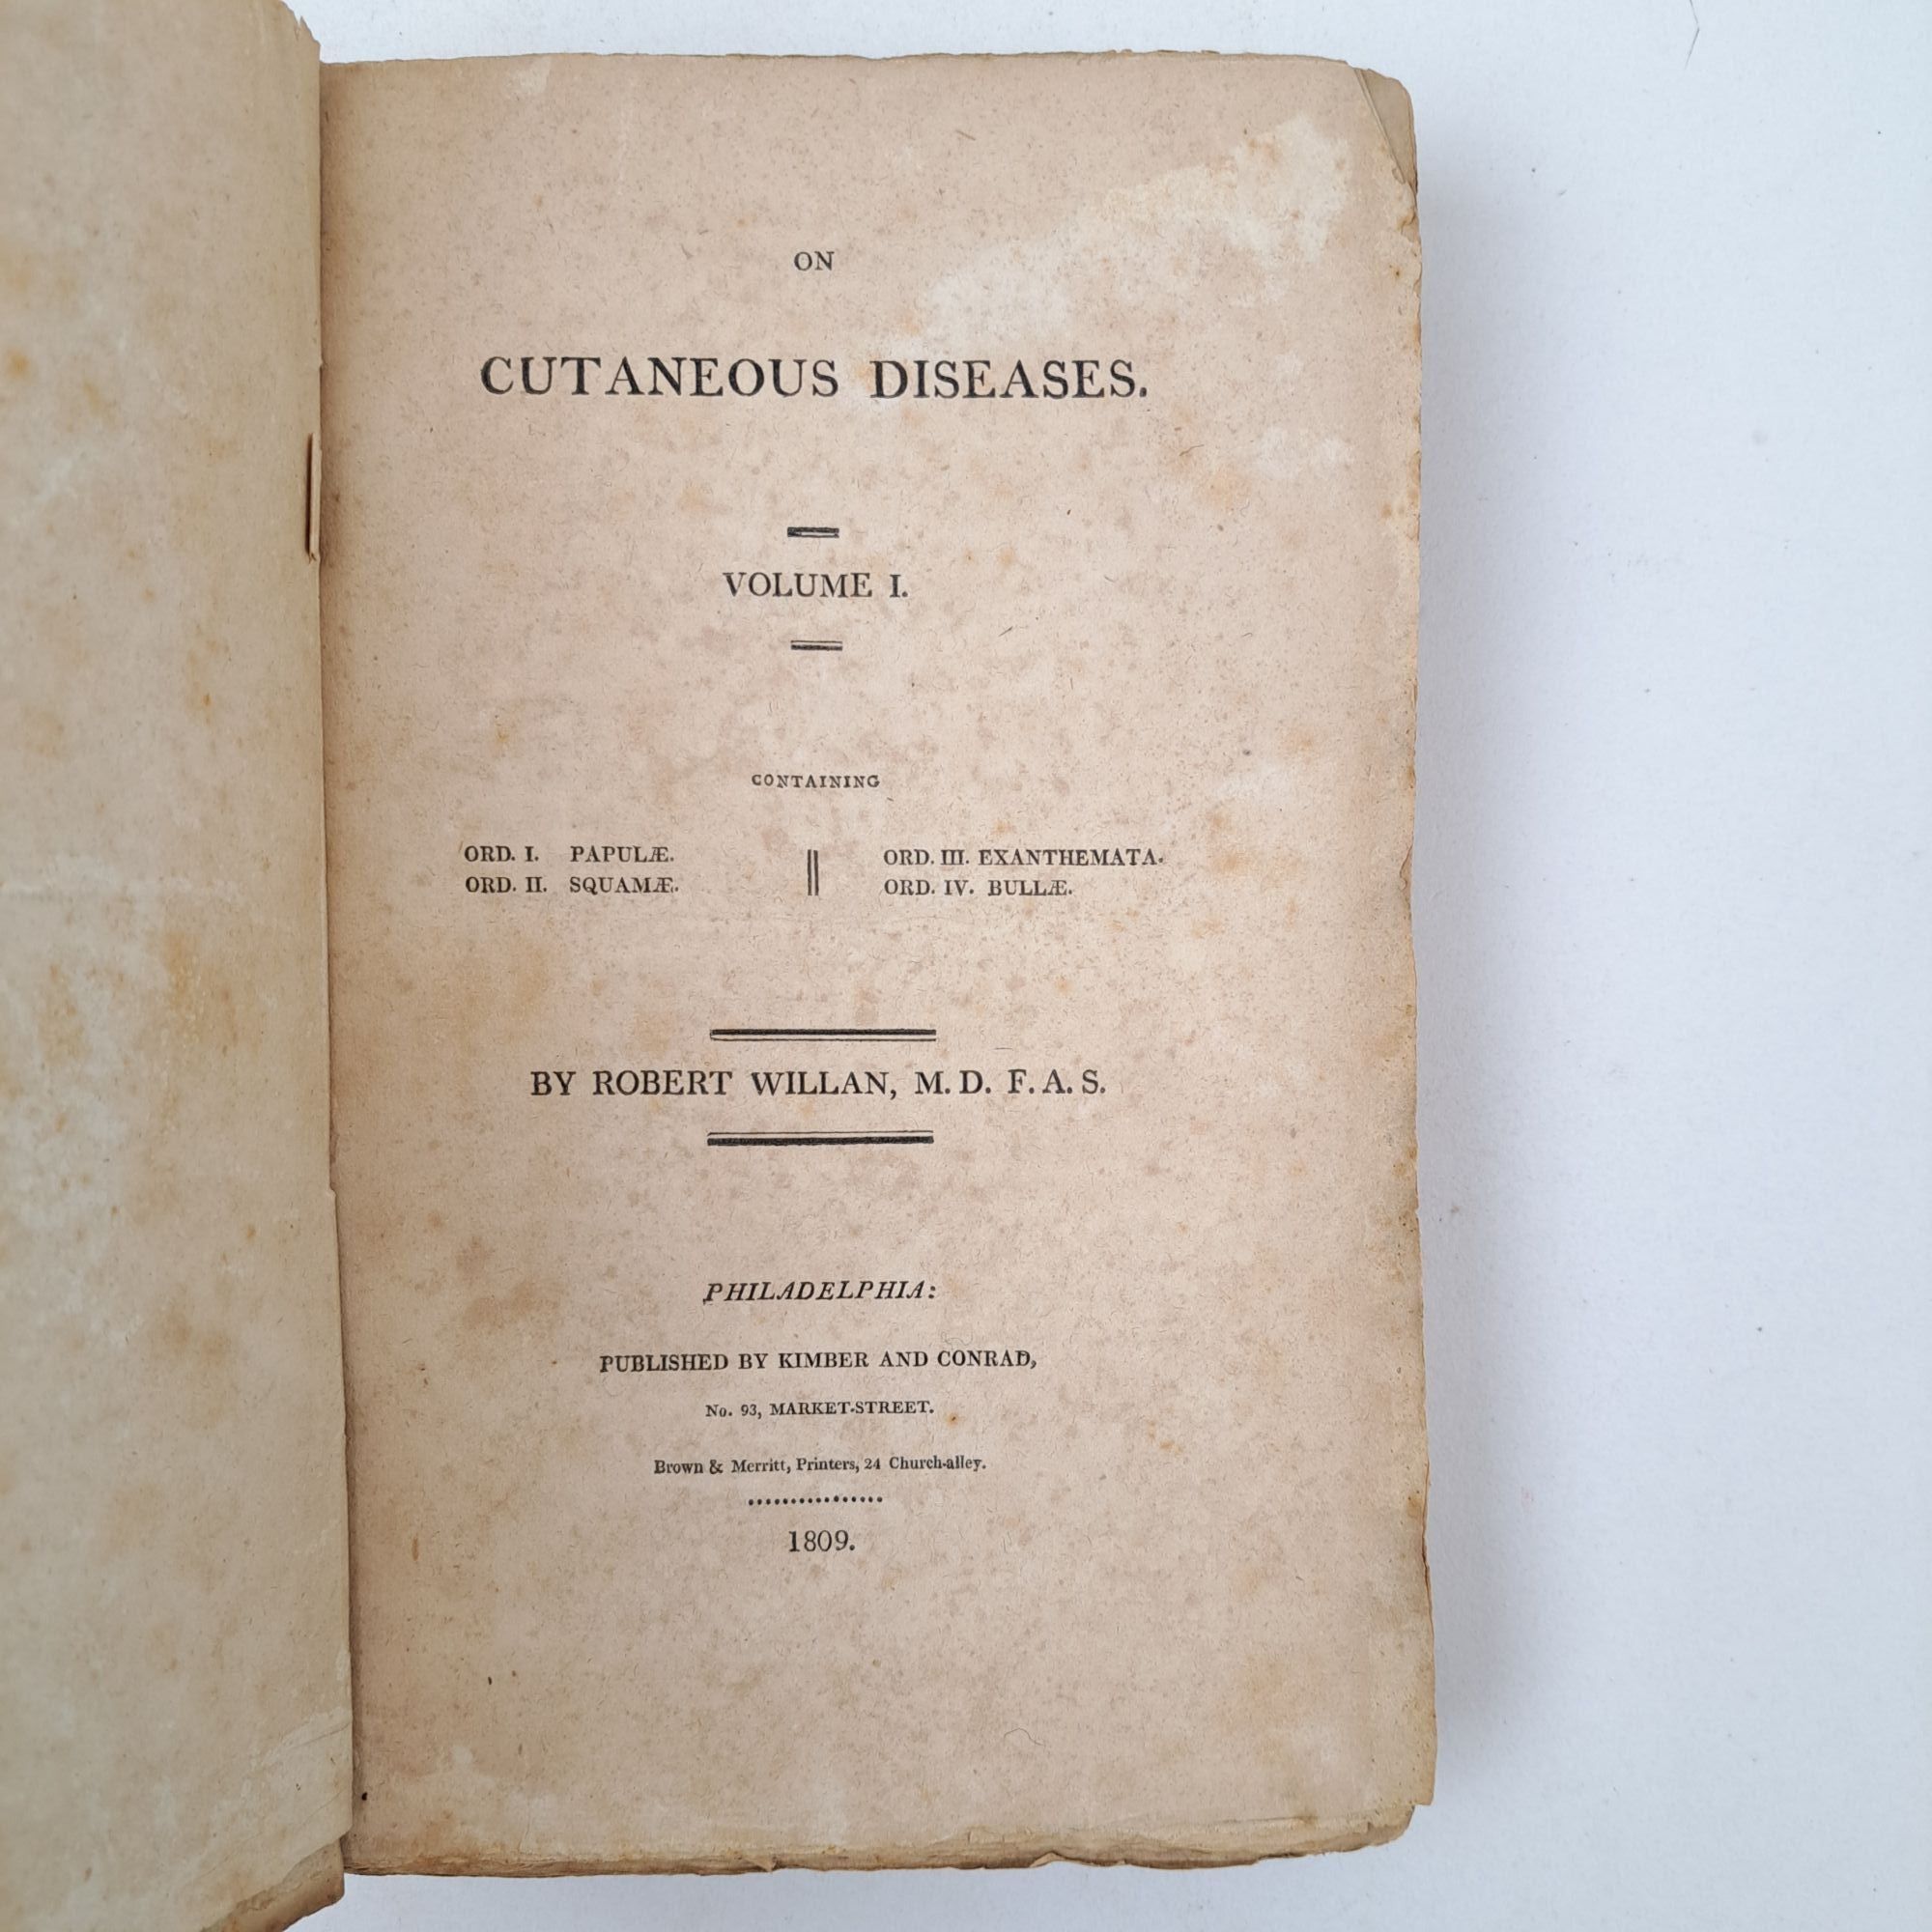 ON
CUTANEOUS DISEASES.
VOLUME I.
CONTAINING
ORD. I. PAPULÆ.
ORD. II. SQUAMÆ.
ORD. III. EXANTHEMATA.
ORD. IV. BULLÆ.
BY ROBERT WILLAN, M. D. F. A. S.
PHILADELPHIA:
PUBLISHED BY KIMBER AND CONRAD,
No. 93, MARKET-STREET.
Brown & Merritt, Printers, 24 Church-alley.
1809.